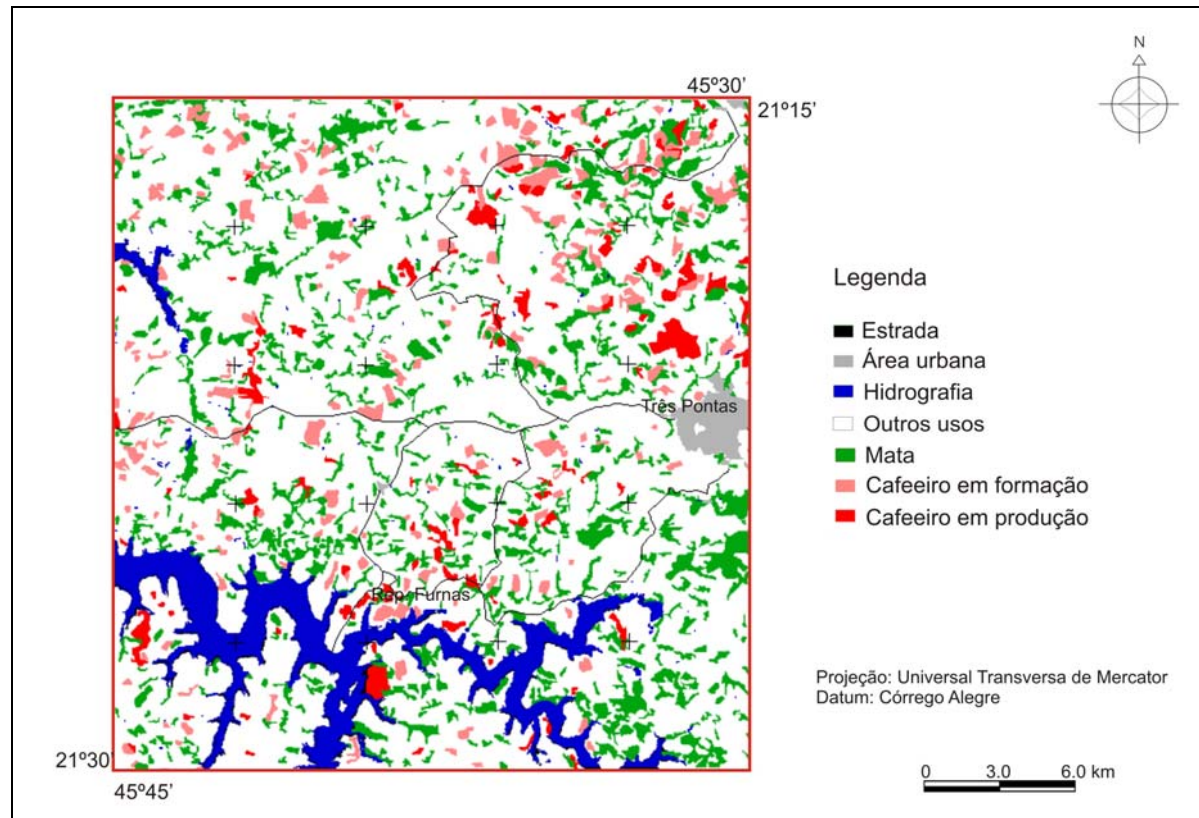 N
45º30’
21º15’
Legenda
Estrada
Área urbana
Hidrografia
Outros usos
Mata
Cafeeiro em formação
Cafeeiro em produção
Três Pontas
Rep. Furnas
Projeção: Universal Transversa de Mercator
Datum: Córrego Alegre
21º30’
45º45’
0 3.0 6.0 km